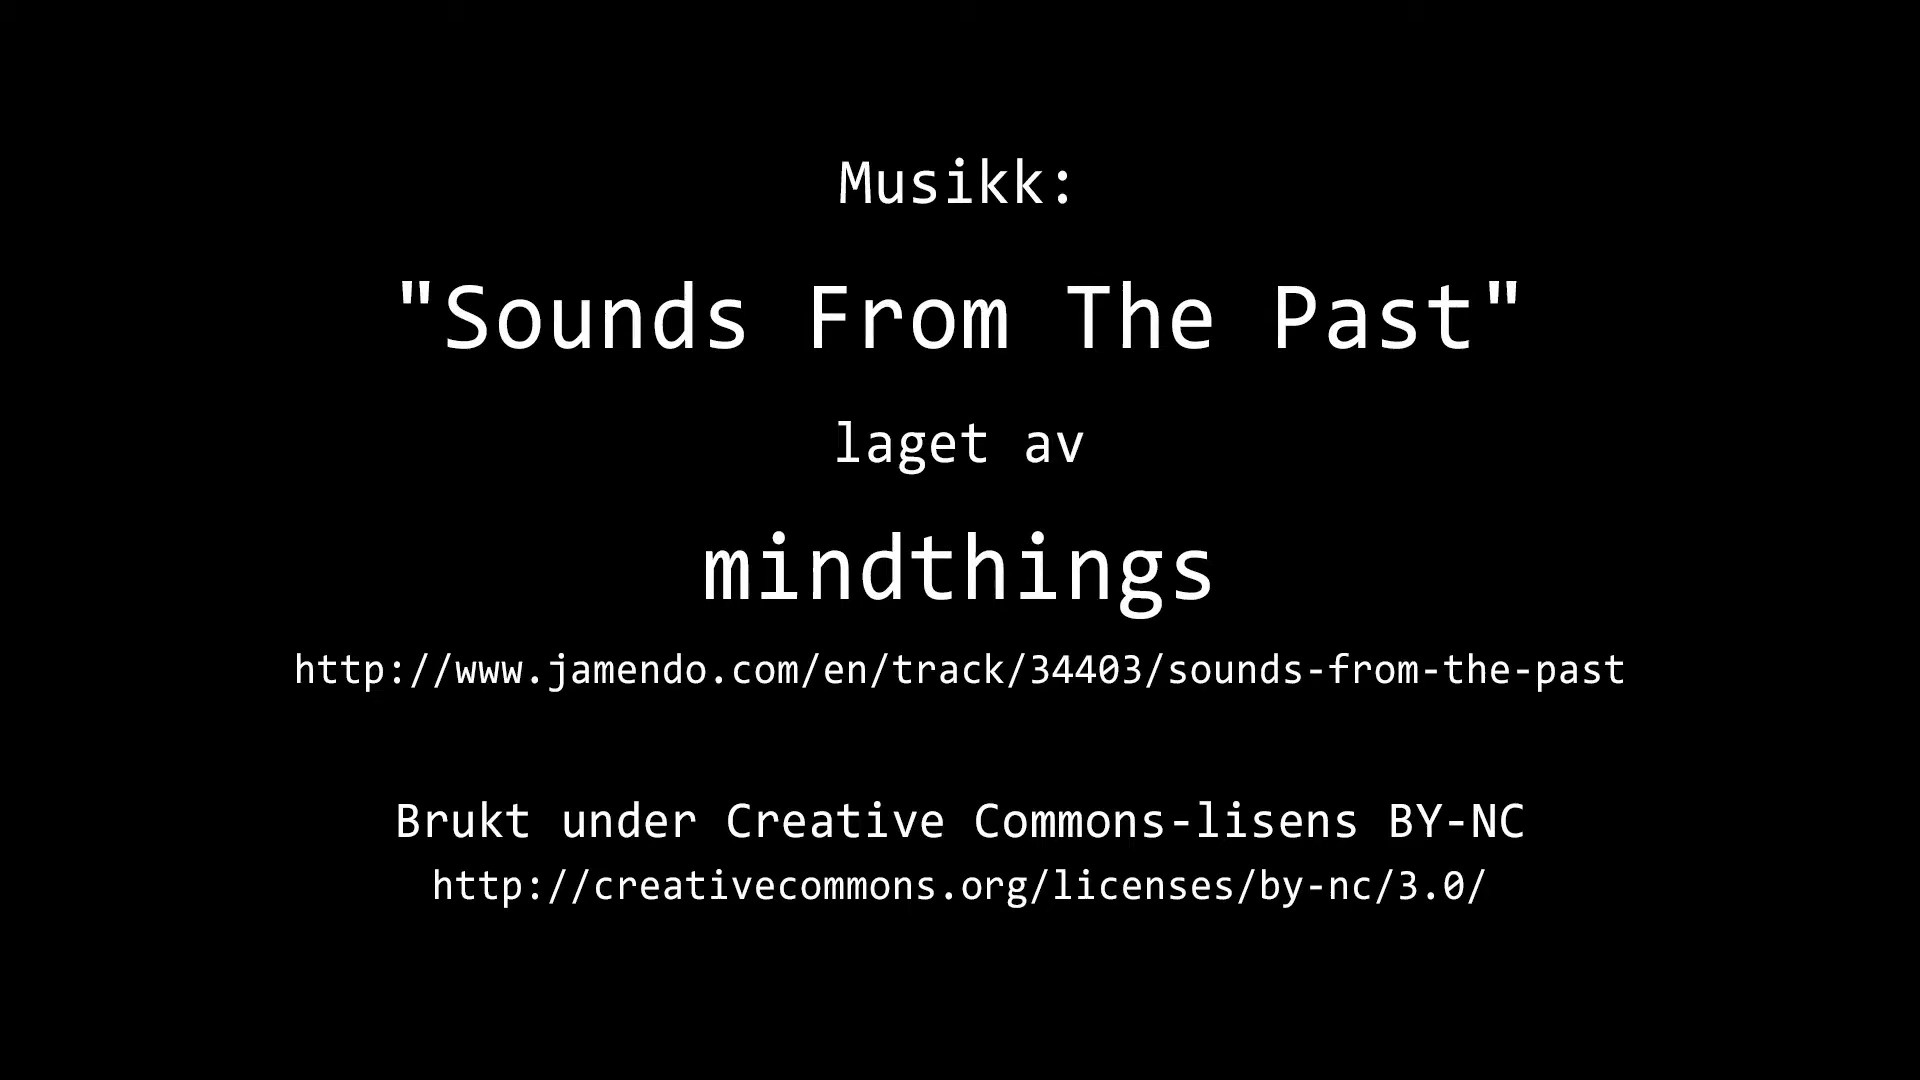 Musikk:
"Sounds From The Past"
laget av
mindthings
http://www.jamendo.com/en/track/34403/sounds-from-the-past
Brukt under Creative Commons-lisens BY-NC
http://creativecommons.org/licenses/by-nc/3.0/